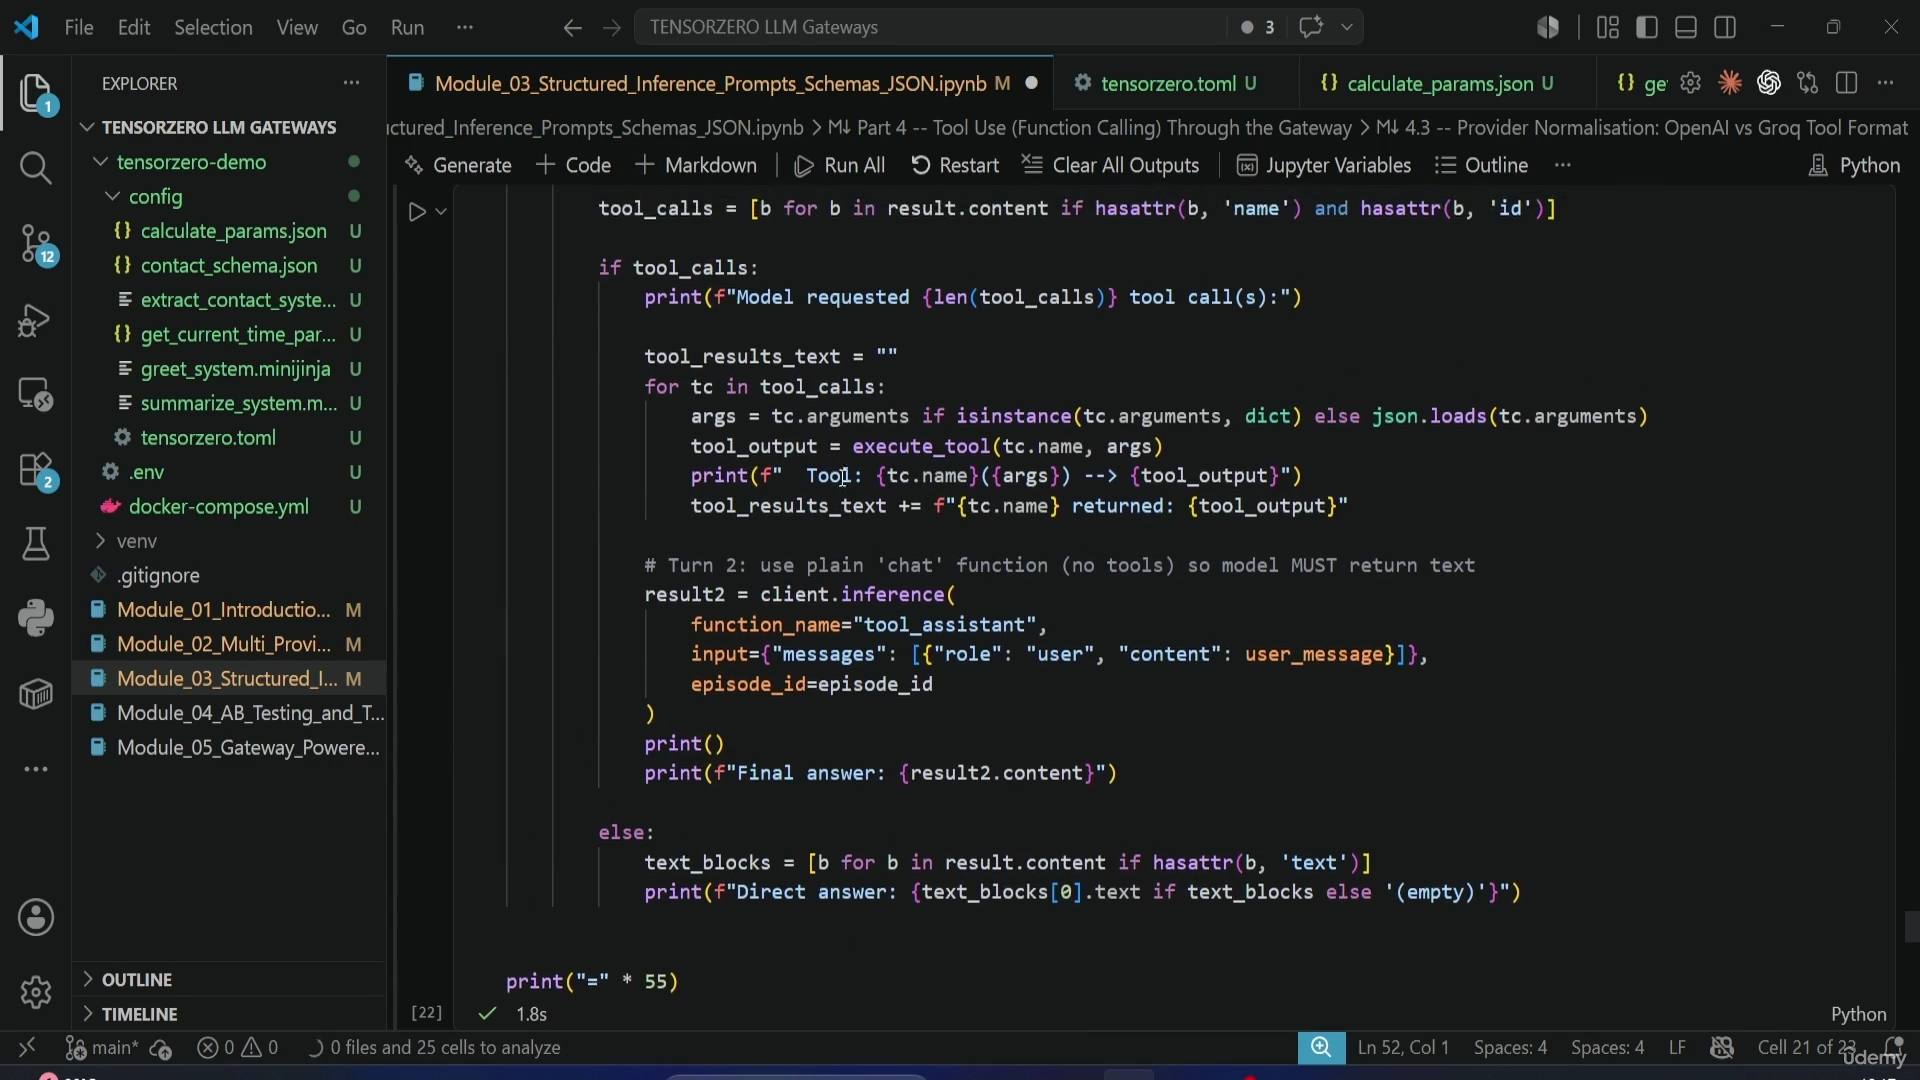 File Edit Selection View Go Run ···
TENSORZERO LLM Gateways
3
EXPLORER
Module_03_Structured_Inference_Prompts_Schemas_JSON.ipynb M
tensorzero.toml U
calculate_params.json U
ge
TENSORZERO LLM GATEWAYS
uctured_Inference_Prompts_Schemas_JSON.ipynb > M↓ Part 4 -- Tool Use (Function Calling) Through the Gateway > M↓ 4.3 -- Provider Normalisation: OpenAI vs Groq Tool Format
Generate + Code + Markdown Run All Restart Clear All Outputs Jupyter Variables Outline ··· Python
tensorzero-demo
config
calculate_params.json U
contact_schema.json U
extract_contact_syste... U
get_current_time_par... U
greet_system.minijinja U
summarize_system.m... U
tensorzero.toml U
.env U
docker-compose.yml U
venv
.gitignore
Module_01_Introductio... M
Module_02_Multi_Provi... M
Module_03_Structured_I... M
Module_04_AB_Testing_and_T...
Module_05_Gateway_Powere...
OUTLINE
TIMELINE
1
12
2
tool_calls = [b for b in result.content if hasattr(b, 'name') and hasattr(b, 'id')]
if tool_calls:
print(f"Model requested {len(tool_calls)} tool call(s):")
tool_results_text = ""
for tc in tool_calls:
args = tc.arguments if isinstance(tc.arguments, dict) else json.loads(tc.arguments)
tool_output = execute_tool(tc.name, args)
print(f"  Tool: {tc.name}({args}) --> {tool_output}")
tool_results_text += f"{tc.name} returned: {tool_output}"
# Turn 2: use plain 'chat' function (no tools) so model MUST return text
result2 = client.inference(
function_name="tool_assistant",
input={"messages": [{"role": "user", "content": user_message}]},
episode_id=episode_id
)
print()
print(f"Final answer: {result2.content}")
else:
text_blocks = [b for b in result.content if hasattr(b, 'text')]
print(f"Direct answer: {text_blocks[0].text if text_blocks else '(empty)'}")
print("=" * 55)
[22] 1.8s Python
main* 0 0 0 files and 25 cells to analyze Ln 52, Col 1 Spaces: 4 Spaces: 4 LF Cell 21 of 23
udemy